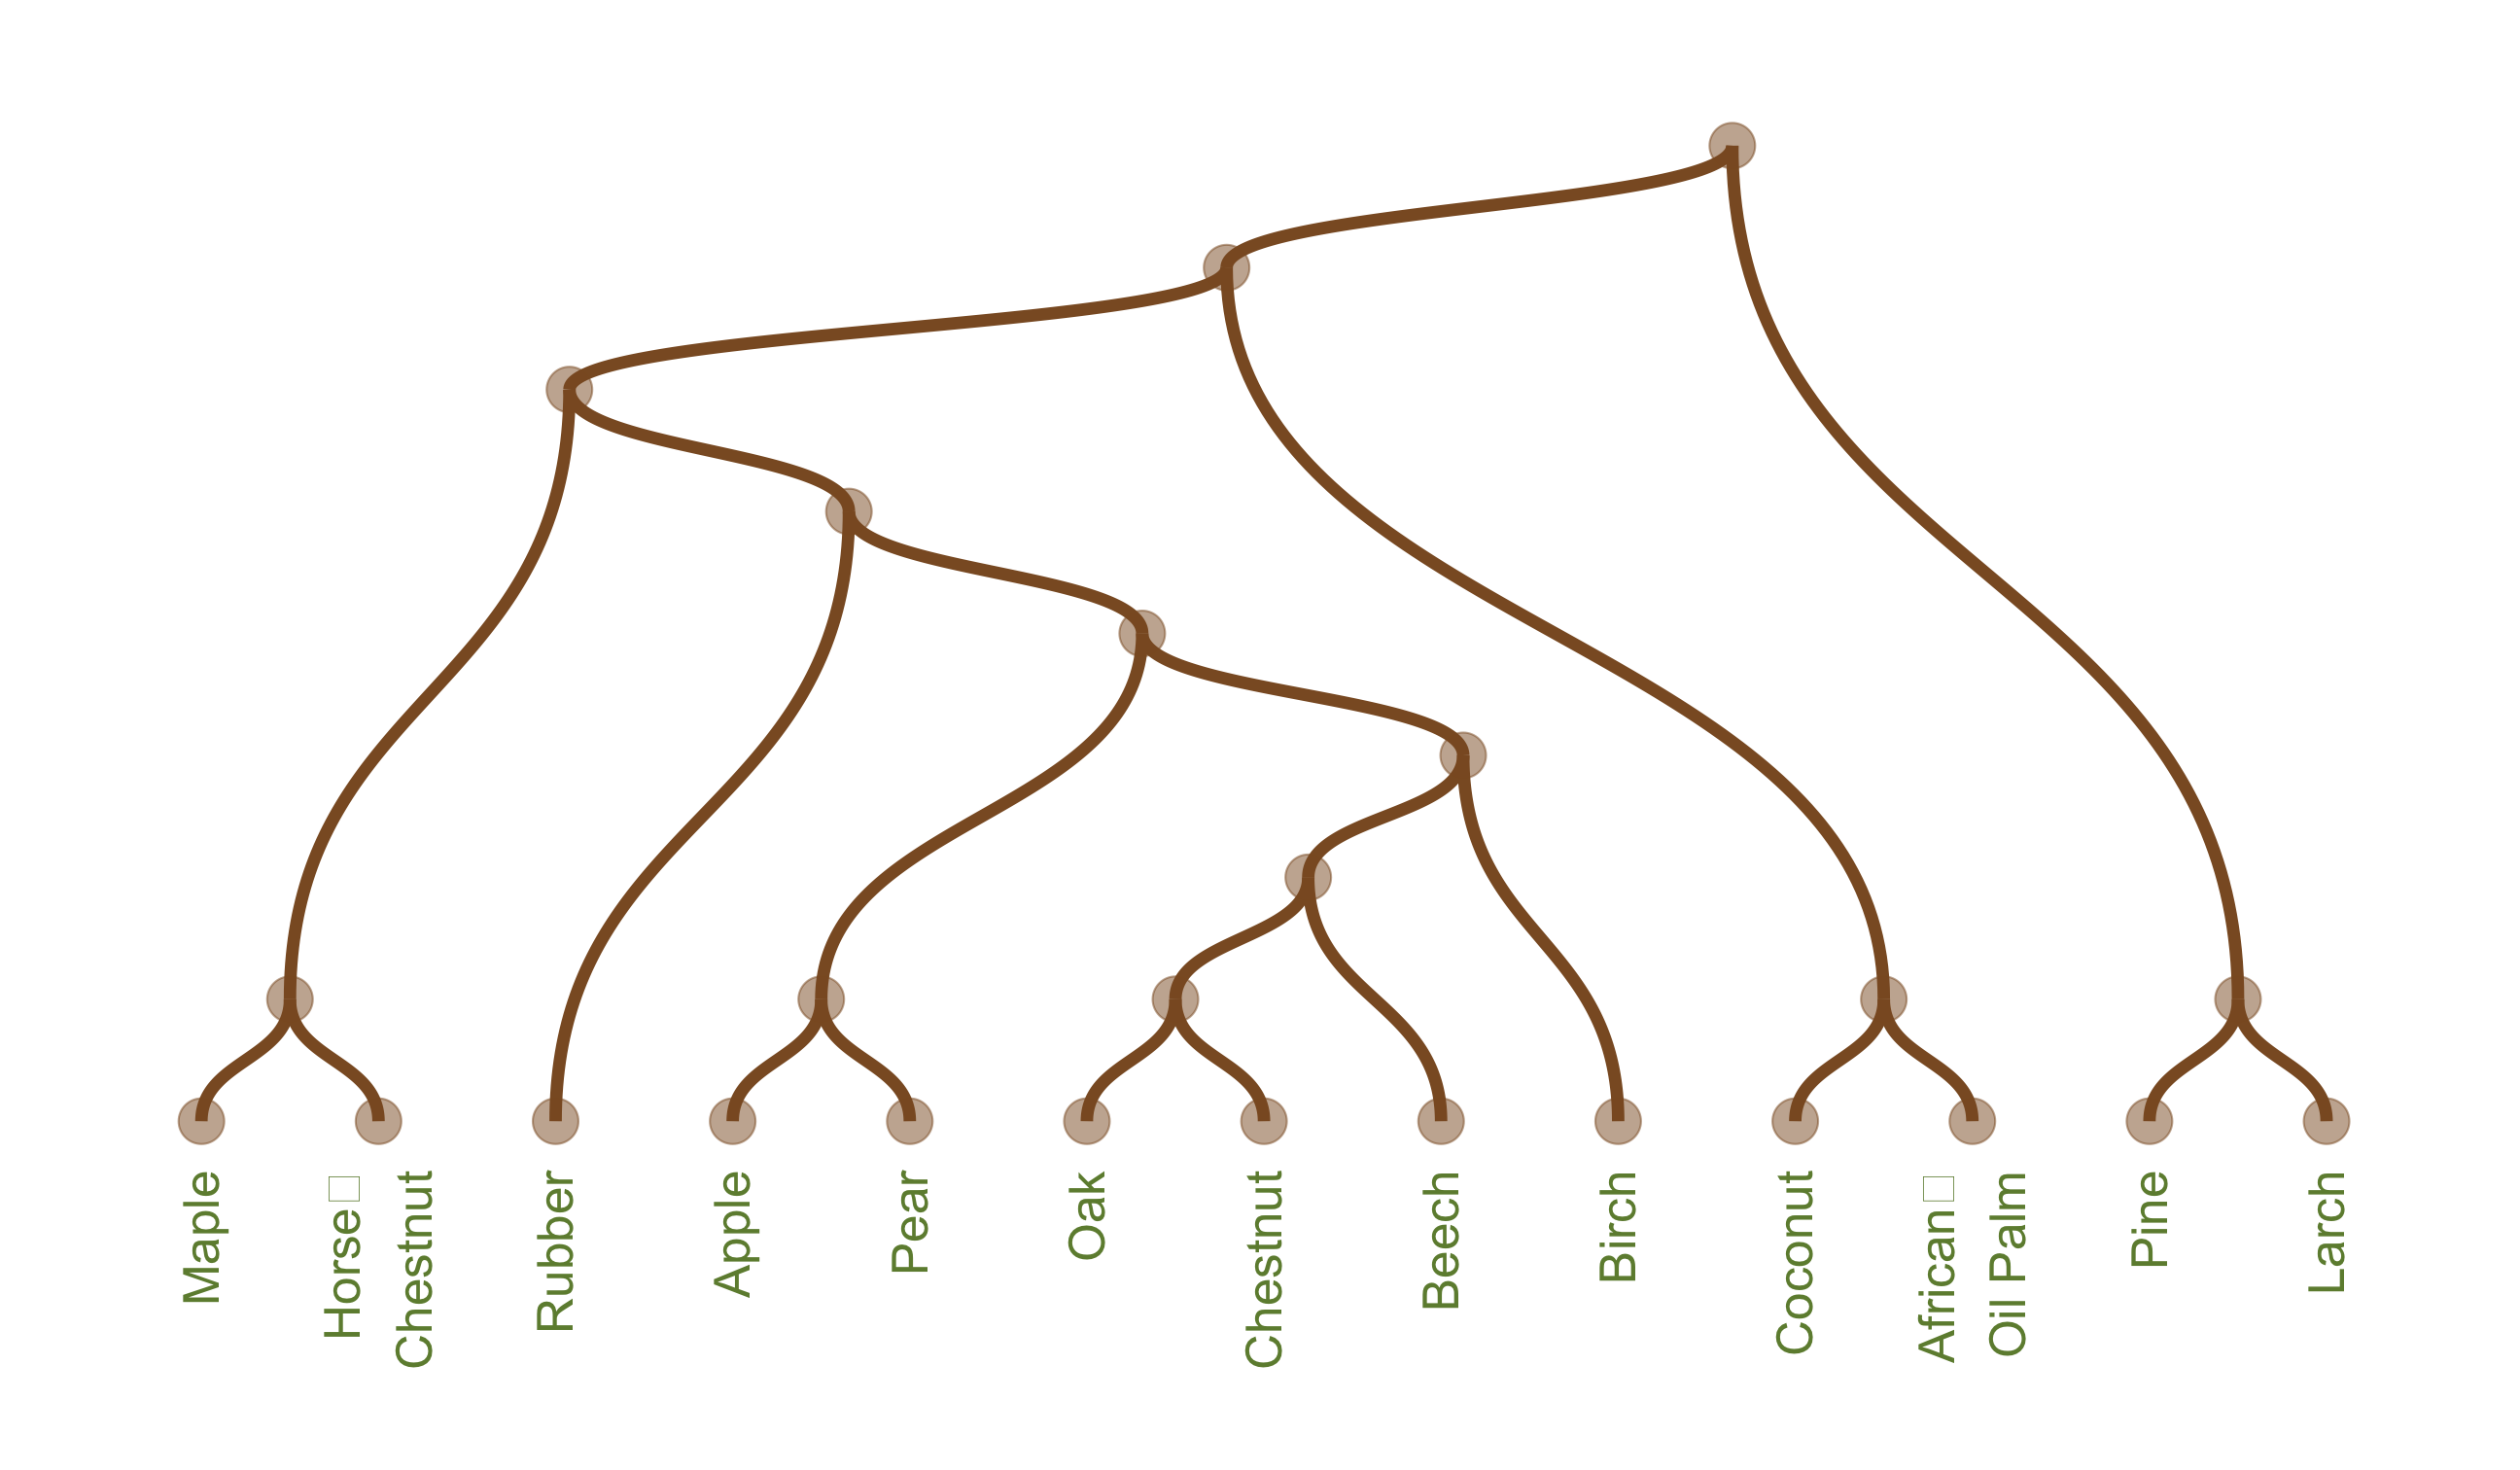 Maple
Horse
Chestnut
Rubber
Apple
Pear
Oak
Chestnut
Beech
Birch
Coconut
African
Oil Palm
Pine
Larch